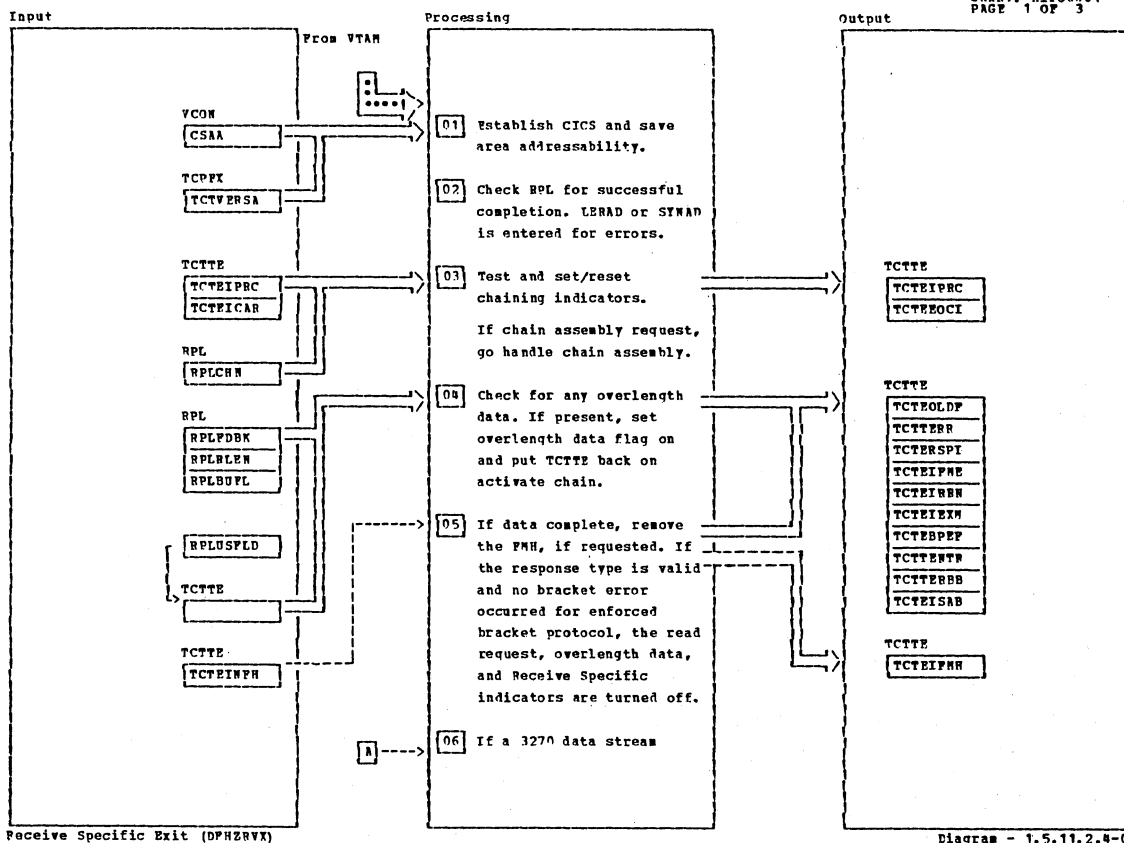 PAGE 1 OF 3
Input
Processing
Output
From VTAM
VCON
CSAA
TCPFX
TCTVERSA
TCTTE
TCTEIPRC
TCTEICAR
RPL
RPLCHN
RPL
RPLFDBK
RPLRLEN
RPLBUFL
RPLUSFLD
TCTTE
TCTTE
TCTEINFH
01 Establish CICS and save
area addressability.
02 Check RPL for successful
completion. LERAD or SYNAD
is entered for errors.
03 Test and set/reset
chaining indicators.
If chain assembly request,
go handle chain assembly.
04 Check for any overlength
data. If present, set
overlength data flag on
and put TCTTE back on
activate chain.
05 If data complete, remove
the FMH, if requested. If
the response type is valid
and no bracket error
occurred for enforced
bracket protocol, the read
request, overlength data,
and Receive Specific
indicators are turned off.
A
06 If a 3270 data stream
TCTTE
TCTEIPRC
TCTEEOCI
TCTTE
TCTEOLDF
TCTTERR
TCTERSPI
TCTEIFME
TCTEIRRN
TCTEIEXM
TCTEBPEF
TCTTENTR
TCTTEBBB
TCTEISAB
TCTTE
TCTEIFMH
Receive Specific Exit (DFHZRVX)
Diagram - 1.5.11.2.4-0